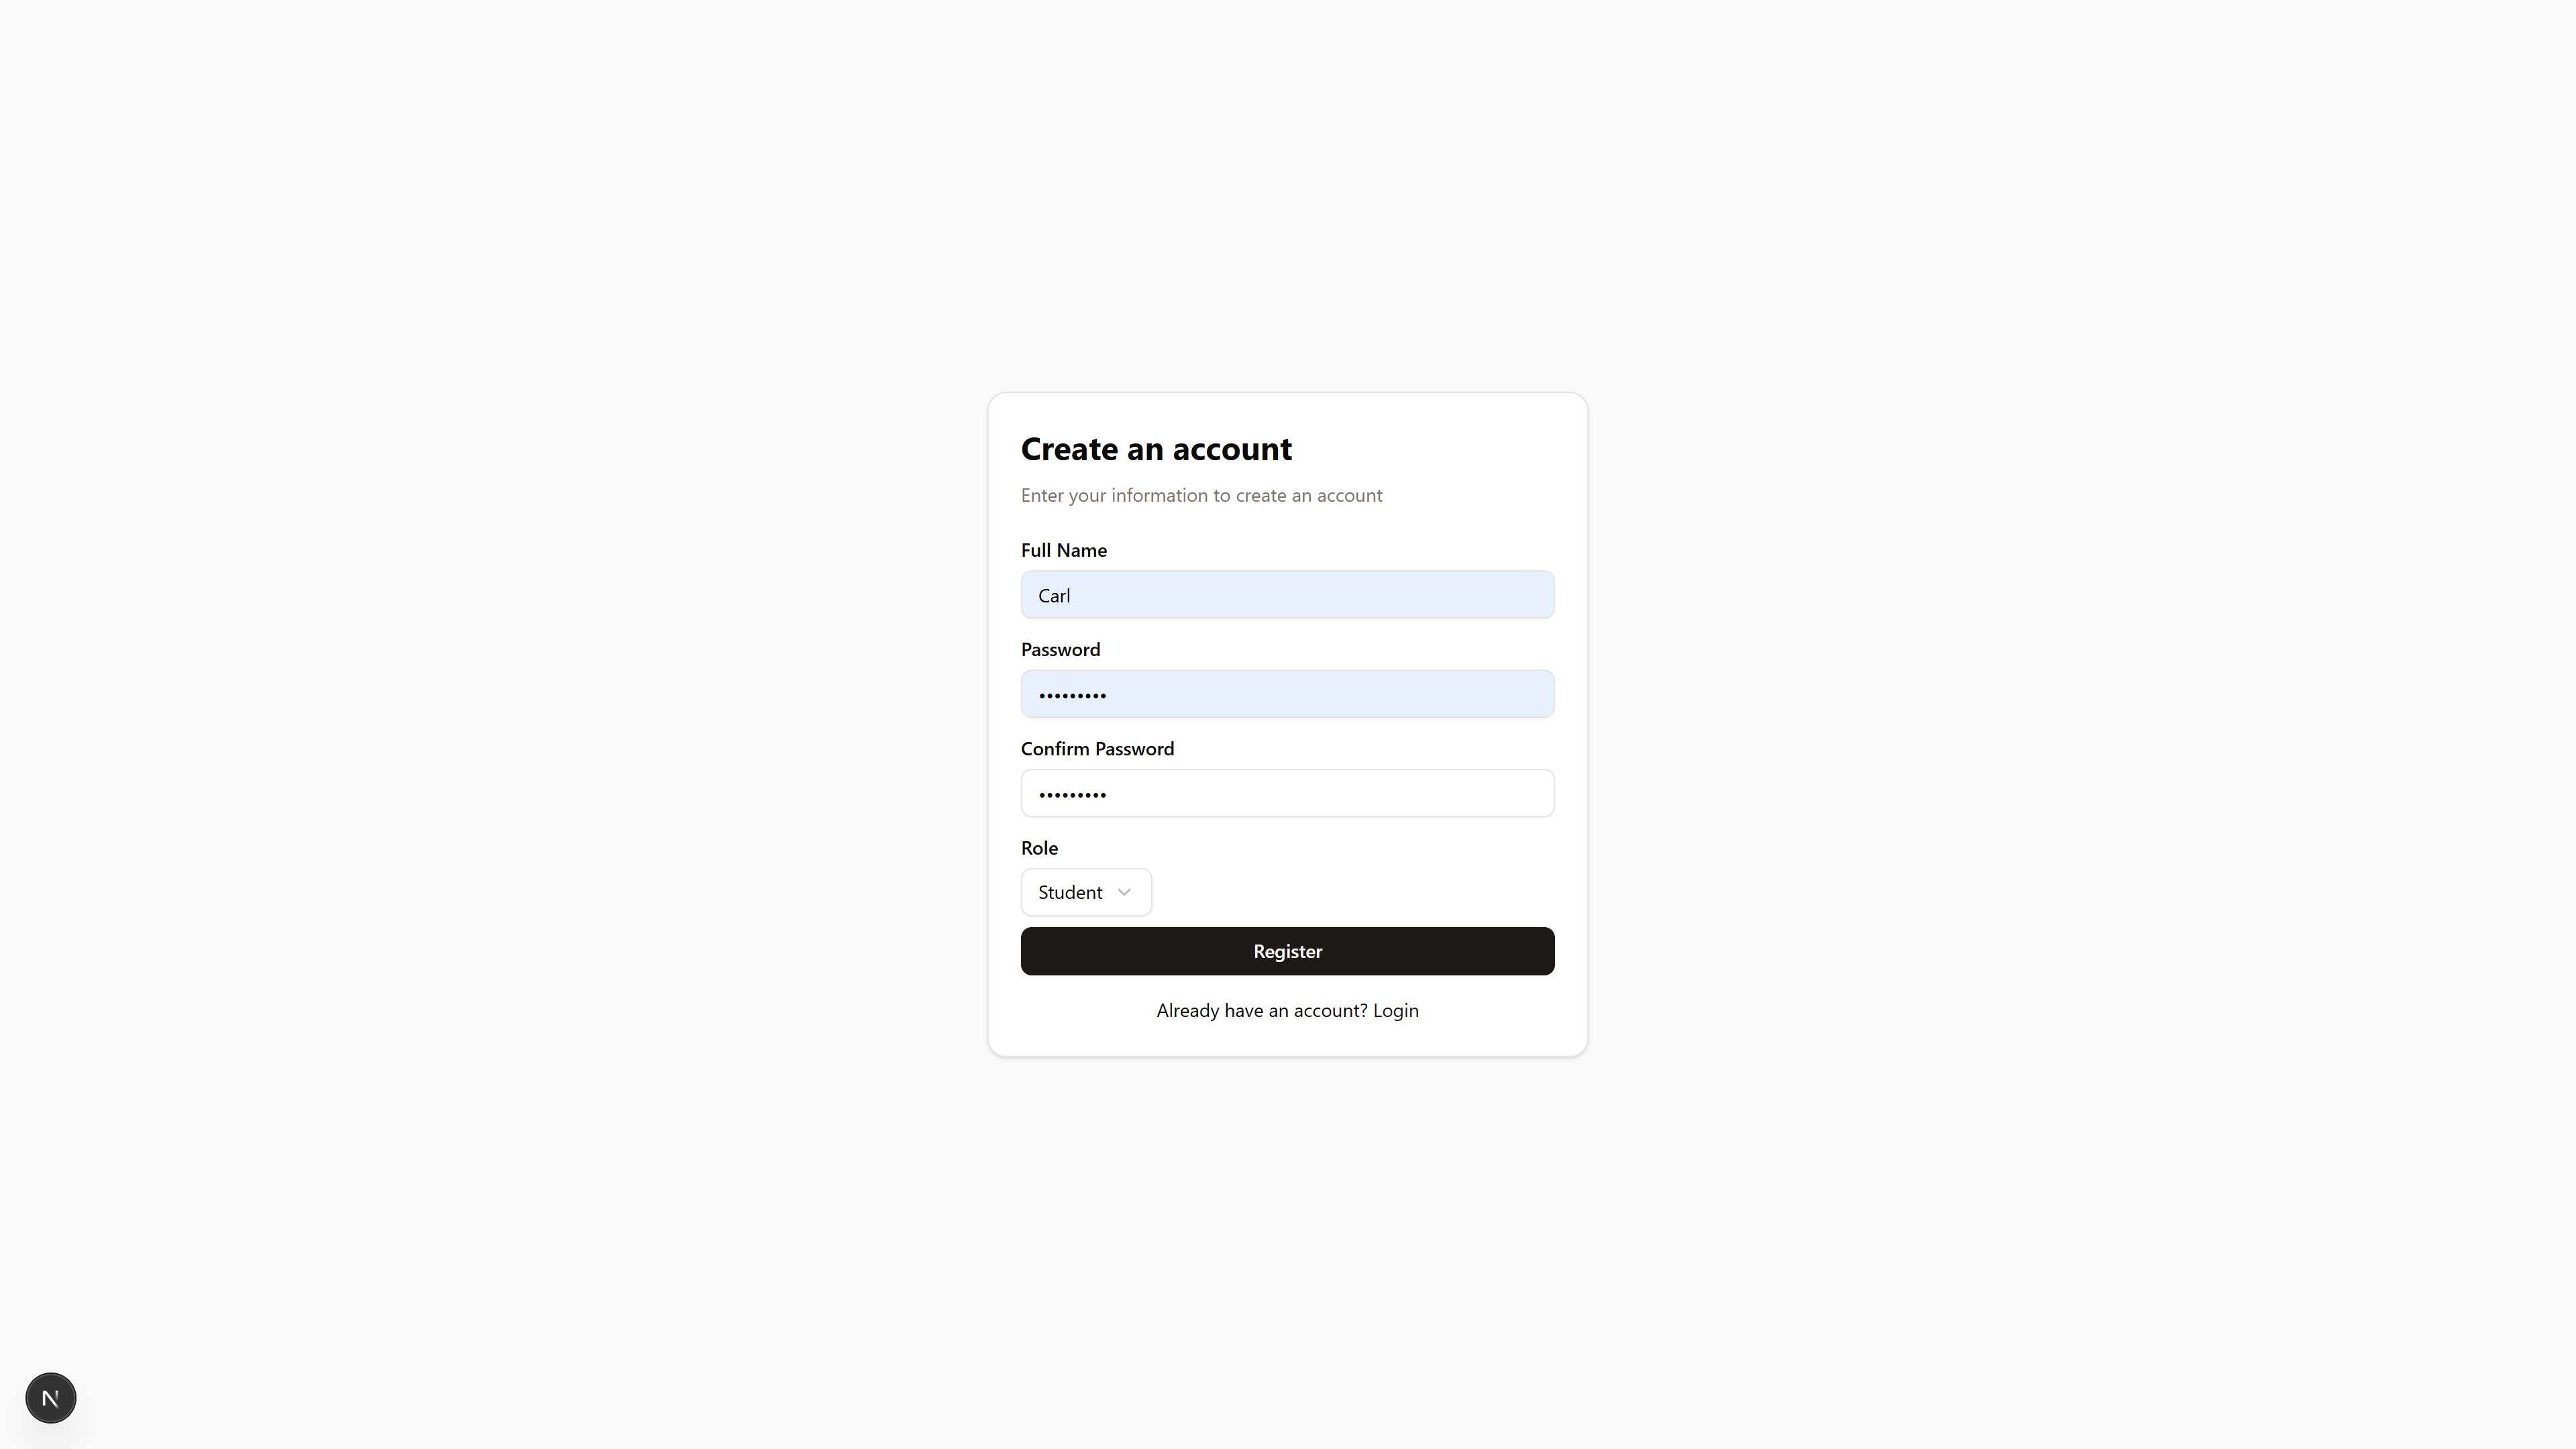 Create an account
Enter your information to create an account
Full Name
Carl
Password
•••••••••
Confirm Password
•••••••••
Role
Student
Register
Already have an account? Login
N